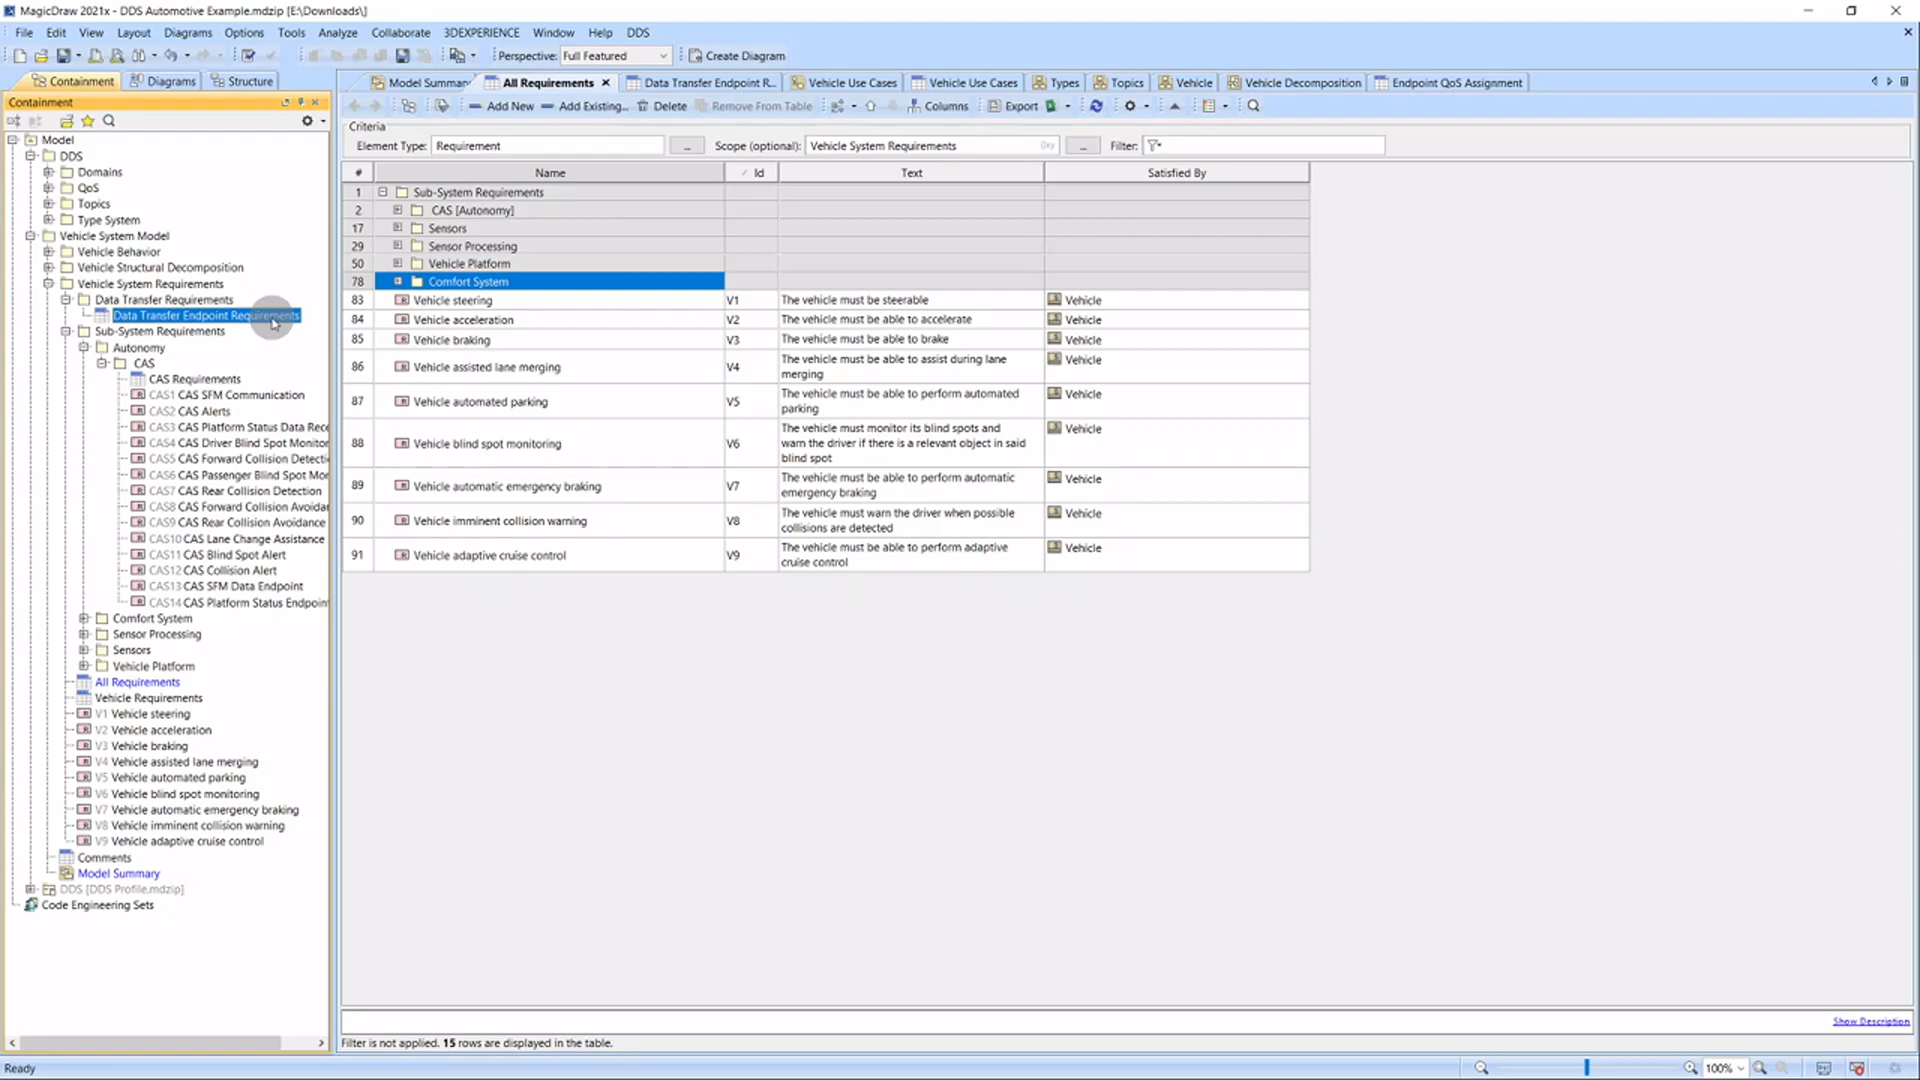 MagicDraw 2021x - DDS Automotive Example.mdzip [E:\Downloads\]
File Edit View Layout Diagrams Options Tools Analyze Collaborate 3DEXPERIENCE Window Help DDS
Perspective: Full Featured Create Diagram
Containment Diagrams Structure
Model Summar All Requirements Data Transfer Endpoint R... Vehicle Use Cases Vehicle Use Cases Types Topics Vehicle Vehicle Decomposition Endpoint QoS Assignment
Containment
Add New Add Existing... Delete Remove From Table Columns Export
Criteria
Element Type: Requirement ... Scope (optional): Vehicle System Requirements ... Filter:
Model
DDS
Domains
QoS
Topics
Type System
Vehicle System Model
Vehicle Behavior
Vehicle Structural Decomposition
Vehicle System Requirements
Data Transfer Requirements
Data Transfer Endpoint Requirements
Sub-System Requirements
Autonomy
CAS
CAS Requirements
CAS1 CAS SFM Communication
CAS2 CAS Alerts
CAS3 CAS Platform Status Data Rece
CAS4 CAS Driver Blind Spot Monitor
CAS5 CAS Forward Collision Detecti
CAS6 CAS Passenger Blind Spot Mor
CAS7 CAS Rear Collision Detection
CAS8 CAS Forward Collision Avoida
CAS9 CAS Rear Collision Avoidance
CAS10 CAS Lane Change Assistance
CAS11 CAS Blind Spot Alert
CAS12 CAS Collision Alert
CAS13 CAS SFM Data Endpoint
CAS14 CAS Platform Status Endpoin
Comfort System
Sensor Processing
Sensors
Vehicle Platform
All Requirements
Vehicle Requirements
V1 Vehicle steering
V2 Vehicle acceleration
V3 Vehicle braking
V4 Vehicle assisted lane merging
V5 Vehicle automated parking
V6 Vehicle blind spot monitoring
V7 Vehicle automatic emergency braking
V8 Vehicle imminent collision warning
V9 Vehicle adaptive cruise control
Comments
Model Summary
DDS [DDS Profile.mdzip]
Code Engineering Sets
# Name Id Text Satisfied By
1 Sub-System Requirements
2 CAS [Autonomy]
17 Sensors
29 Sensor Processing
50 Vehicle Platform
78 Comfort System
83 Vehicle steering V1 The vehicle must be steerable Vehicle
84 Vehicle acceleration V2 The vehicle must be able to accelerate Vehicle
85 Vehicle braking V3 The vehicle must be able to brake Vehicle
86 Vehicle assisted lane merging V4 The vehicle must be able to assist during lane Vehicle
merging
87 Vehicle automated parking V5 The vehicle must be able to perform automated Vehicle
parking
88 Vehicle blind spot monitoring V6 The vehicle must monitor its blind spots and Vehicle
warn the driver if there is a relevant object in said
blind spot
89 Vehicle automatic emergency braking V7 The vehicle must be able to perform automatic Vehicle
emergency braking
90 Vehicle imminent collision warning V8 The vehicle must warn the driver when possible Vehicle
collisions are detected
91 Vehicle adaptive cruise control V9 The vehicle must be able to perform adaptive Vehicle
cruise control
Show Description
Filter is not applied. 15 rows are displayed in the table.
Ready
100%